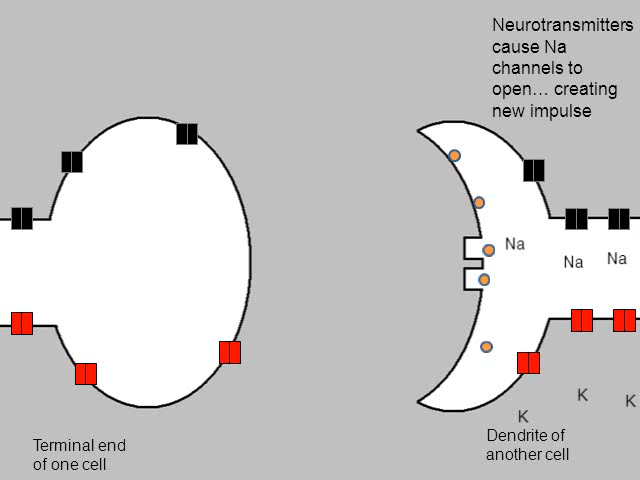 Neurotransmitters
cause Na
channels to
open… creating
new impulse
Na
Na
Na
K
K
K
Terminal end
of one cell
Dendrite of
another cell